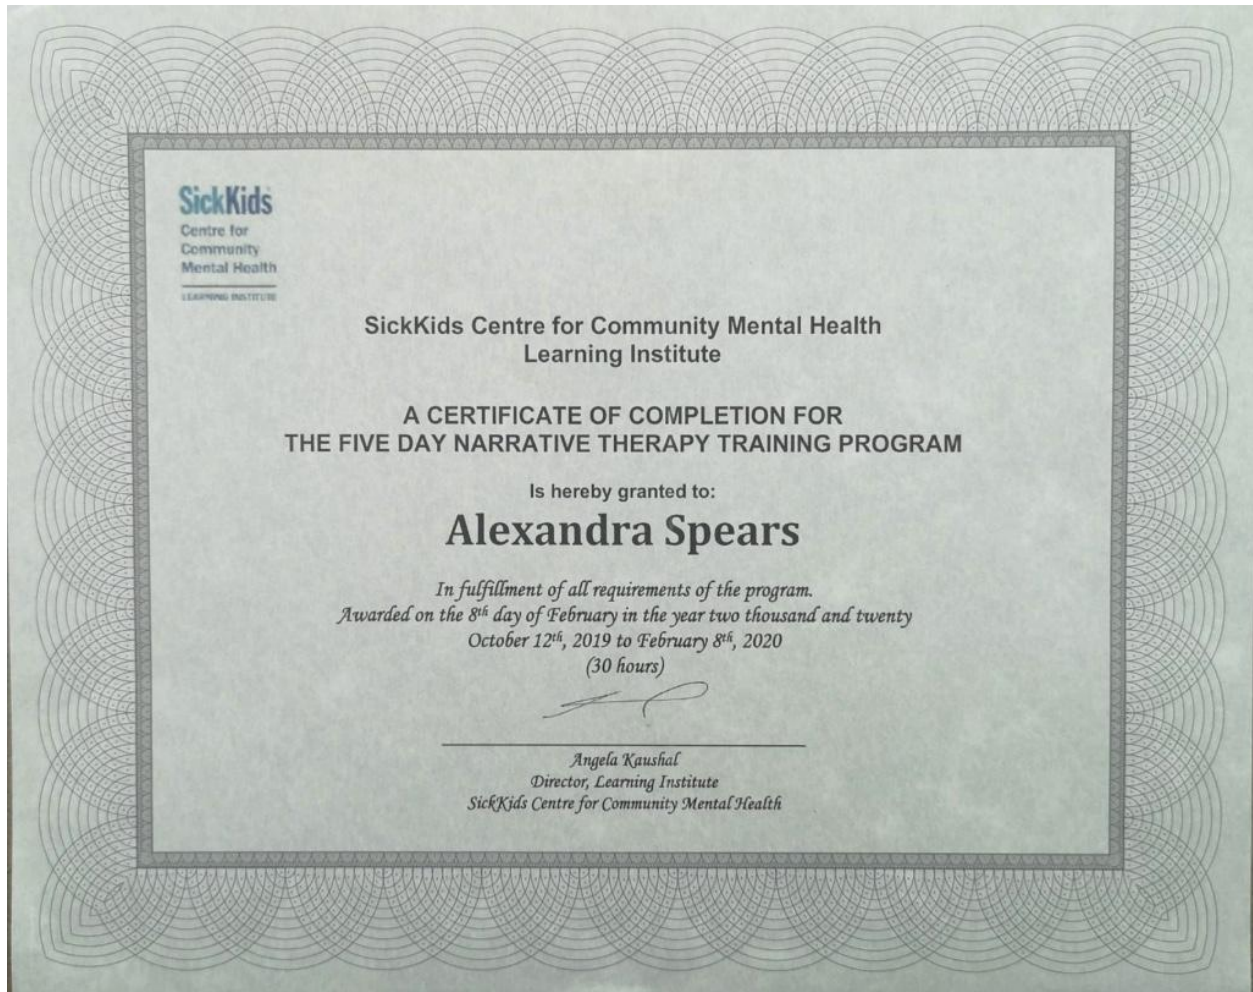 SickKids
Centre for
Community
Mental Health
LEARNING INSTITUTE
SickKids Centre for Community Mental Health
Learning Institute
A CERTIFICATE OF COMPLETION FOR
THE FIVE DAY NARRATIVE THERAPY TRAINING PROGRAM
Is hereby granted to:
Alexandra Spears
In fulfillment of all requirements of the program.
Awarded on the 8th day of February in the year two thousand and twenty
October 12th, 2019 to February 8th, 2020
(30 hours)
Angela Kaushal
Director, Learning Institute
SickKids Centre for Community Mental Health